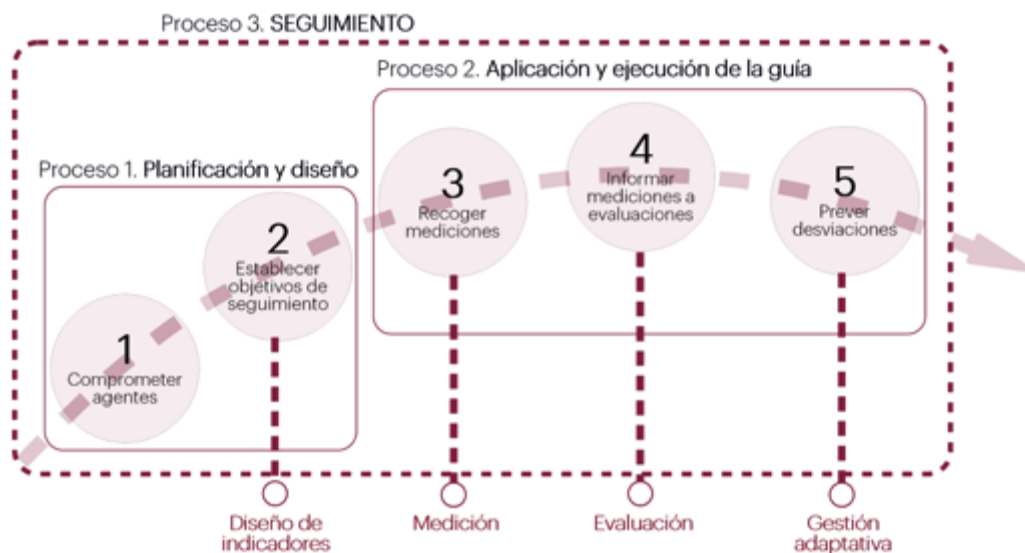 Proceso 3. SEGUIMIENTO
Proceso 2. Aplicación y ejecución de la guía
Proceso 1. Planificación y diseño
1
Comprometer
agentes
2
Establecer
objetivos de
seguimiento
3
Recoger
mediciones
4
Informar
mediciones a
evaluaciones
5
Prever
desviaciones
Diseño de
indicadores
Medición
Evaluación
Gestión
adaptativa